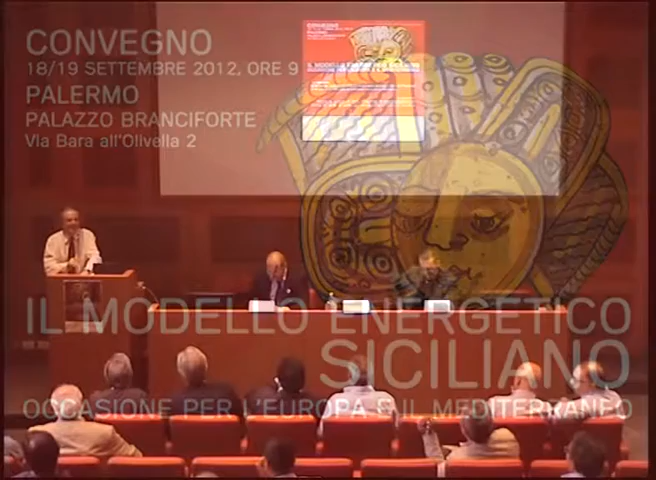 CONVEGNO
18/19 SETTEMBRE 2012, ORE 9
PALERMO
PALAZZO BRANCIFORTE
Via Bara all'Olivella 2
CONVEGNO
IL MODELLO ENERGETICO
SICILIANO
OCCASIONE PER L'EUROPA E IL MEDITERRANEO